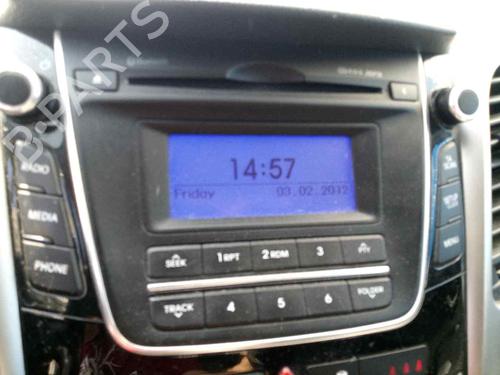 B-PARTS
14:57
Friday 03.02.2012
RADIO
MEDIA
PHONE
TA
SETUP
MENU
SEEK 1 RPT 2 RDM 3 PTY
TRACK 4 5 6 FOLDER